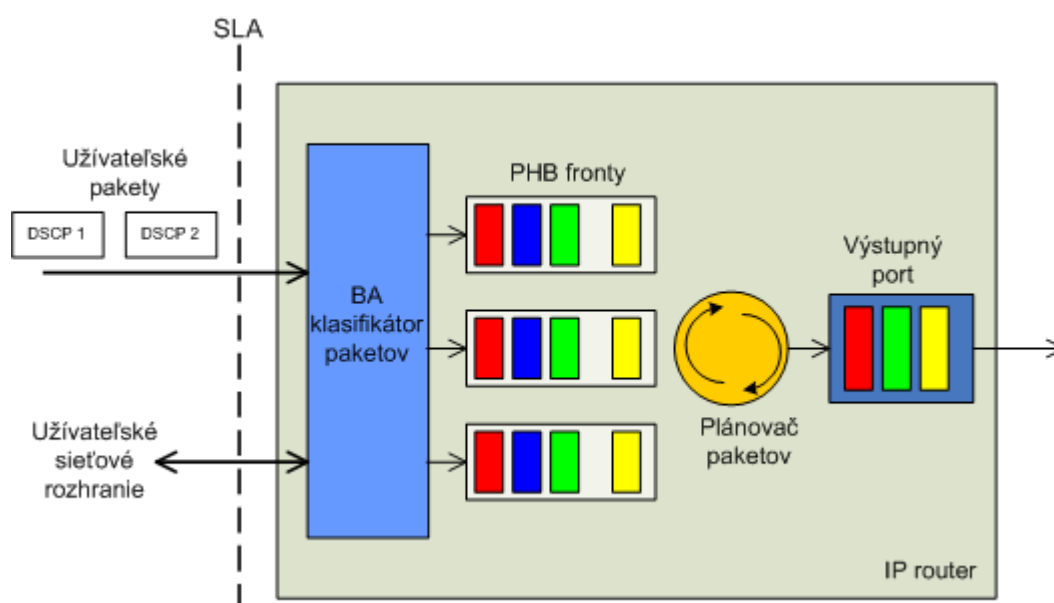 SLA
Užívateľské
pakety
DSCP 1
DSCP 2
PHB fronty
Výstupný
port
BA
klasifikátor
paketov
Užívateľské
sieťové
rozhranie
Plánovač
paketov
IP router